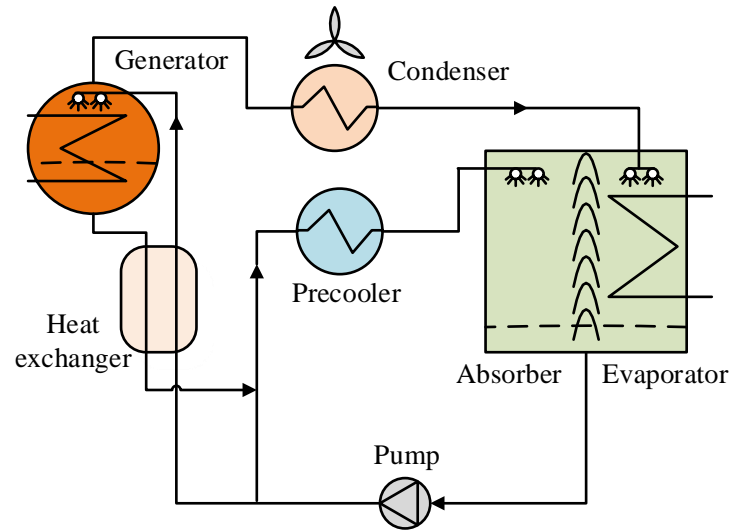 Generator
Condenser
Precooler
Heat
exchanger
Absorber
Evaporator
Pump